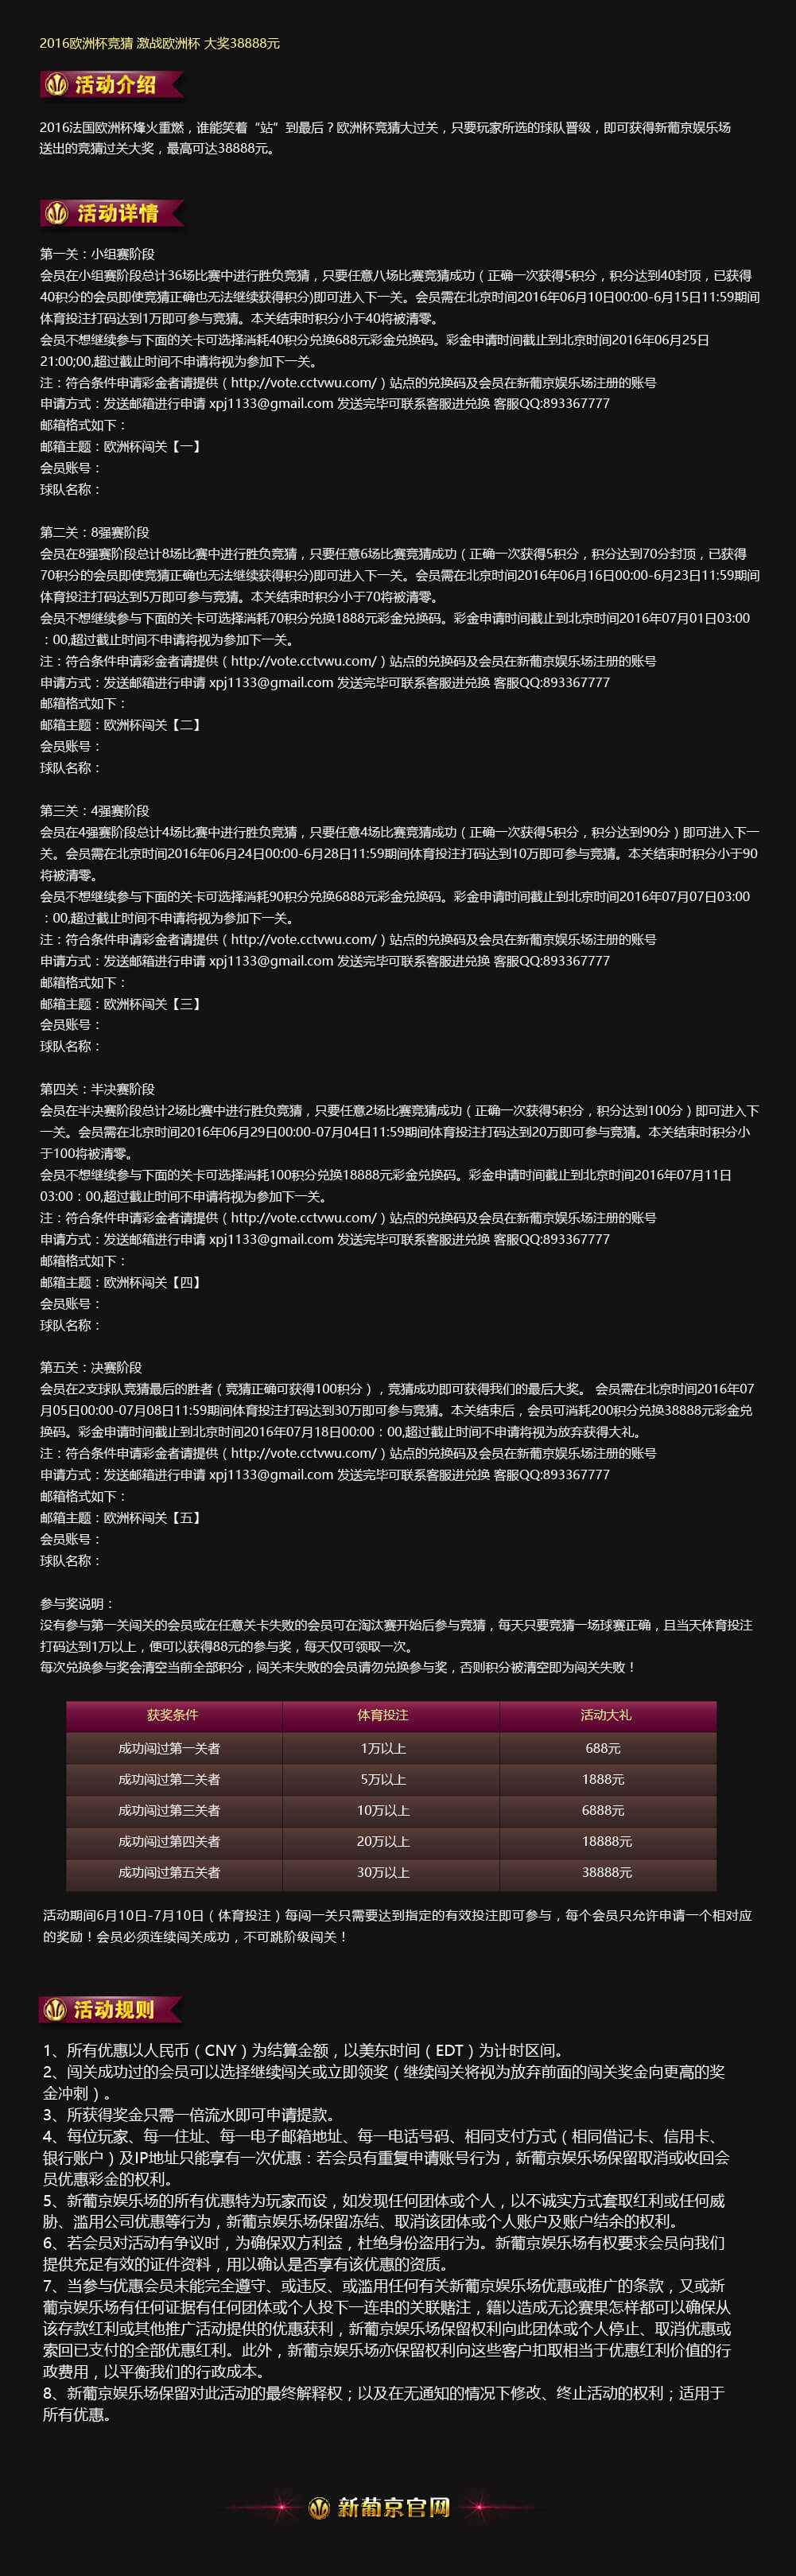 2016欧洲杯竞猜 激战欧洲杯 大奖38888元
活动介绍
2016法国欧洲杯烽火重燃，谁能笑着“站”到最后？欧洲杯竞猜大过关，只要玩家所选的球队晋级，即可获得新葡京娱乐场
送出的竞猜过关大奖，最高可达38888元。
活动详情
第一关：小组赛阶段
会员在小组赛阶段总计36场比赛中进行胜负竞猜，只要任意八场比赛竞猜成功（正确一次获得5积分，积分达到40封顶，已获得
40积分的会员即使竞猜正确也无法继续获得积分)即可进入下一关。会员需在北京时间2016年06月10日00:00-6月15日11:59期间
体育投注打码达到1万即可参与竞猜。本关结束时积分小于40将被清零。
会员不想继续参与下面的关卡可选择消耗40积分兑换688元彩金兑换码。彩金申请时间截止到北京时间2016年06月25日
21:00;00,超过截止时间不申请将视为参加下一关。
注：符合条件申请彩金者请提供（http://vote.cctvwu.com/）站点的兑换码及会员在新葡京娱乐场注册的账号
申请方式：发送邮箱进行申请 xpj1133@gmail.com 发送完毕可联系客服进兑换 客服QQ:893367777
邮箱格式如下：
邮箱主题：欧洲杯闯关【一】
会员账号：
球队名称：
第二关：8强赛阶段
会员在8强赛阶段总计8场比赛中进行胜负竞猜，只要任意6场比赛竞猜成功（正确一次获得5积分，积分达到70分封顶，已获得
70积分的会员即使竞猜正确也无法继续获得积分)即可进入下一关。会员需在北京时间2016年06月16日00:00-6月23日11:59期间
体育投注打码达到5万即可参与竞猜。本关结束时积分小于70将被清零。
会员不想继续参与下面的关卡可选择消耗70积分兑换1888元彩金兑换码。彩金申请时间截止到北京时间2016年07月01日03:00
：00,超过截止时间不申请将视为参加下一关。
注：符合条件申请彩金者请提供（http://vote.cctvwu.com/）站点的兑换码及会员在新葡京娱乐场注册的账号
申请方式：发送邮箱进行申请 xpj1133@gmail.com 发送完毕可联系客服进兑换 客服QQ:893367777
邮箱格式如下：
邮箱主题：欧洲杯闯关【二】
会员账号：
球队名称：
第三关：4强赛阶段
会员在4强赛阶段总计4场比赛中进行胜负竞猜，只要任意4场比赛竞猜成功（正确一次获得5积分，积分达到90分）即可进入下一
关。会员需在北京时间2016年06月24日00:00-6月28日11:59期间体育投注打码达到10万即可参与竞猜。本关结束时积分小于90
将被清零。
会员不想继续参与下面的关卡可选择消耗90积分兑换6888元彩金兑换码。彩金申请时间截止到北京时间2016年07月07日03:00
：00,超过截止时间不申请将视为参加下一关。
注：符合条件申请彩金者请提供（http://vote.cctvwu.com/）站点的兑换码及会员在新葡京娱乐场注册的账号
申请方式：发送邮箱进行申请 xpj1133@gmail.com 发送完毕可联系客服进兑换 客服QQ:893367777
邮箱格式如下：
邮箱主题：欧洲杯闯关【三】
会员账号：
球队名称：
第四关：半决赛阶段
会员在半决赛阶段总计2场比赛中进行胜负竞猜，只要任意2场比赛竞猜成功（正确一次获得5积分，积分达到100分）即可进入下
一关。会员需在北京时间2016年06月29日00:00-07月04日11:59期间体育投注打码达到20万即可参与竞猜。本关结束时积分小
于100将被清零。
会员不想继续参与下面的关卡可选择消耗100积分兑换18888元彩金兑换码。彩金申请时间截止到北京时间2016年07月11日
03:00：00,超过截止时间不申请将视为参加下一关。
注：符合条件申请彩金者请提供（http://vote.cctvwu.com/）站点的兑换码及会员在新葡京娱乐场注册的账号
申请方式：发送邮箱进行申请 xpj1133@gmail.com 发送完毕可联系客服进兑换 客服QQ:893367777
邮箱格式如下：
邮箱主题：欧洲杯闯关【四】
会员账号：
球队名称：
第五关：决赛阶段
会员在2支球队竞猜最后的胜者（竞猜正确可获得100积分），竞猜成功即可获得我们的最后大奖。 会员需在北京时间2016年07
月05日00:00-07月08日11:59期间体育投注打码达到30万即可参与竞猜。本关结束后，会员可消耗200积分兑换38888元彩金兑
换码。彩金申请时间截止到北京时间2016年07月18日00:00：00,超过截止时间不申请将视为放弃获得大礼。
注：符合条件申请彩金者请提供（http://vote.cctvwu.com/）站点的兑换码及会员在新葡京娱乐场注册的账号
申请方式：发送邮箱进行申请 xpj1133@gmail.com 发送完毕可联系客服进兑换 客服QQ:893367777
邮箱格式如下：
邮箱主题：欧洲杯闯关【五】
会员账号：
球队名称：
参与奖说明：
没有参与第一关闯关的会员或在任意关卡失败的会员可在淘汰赛开始后参与竞猜，每天只要竞猜一场球赛正确，且当天体育投注
打码达到1万以上，便可以获得88元的参与奖，每天仅可领取一次。
每次兑换参与奖会清空当前全部积分，闯关未失败的会员请勿兑换参与奖，否则积分被清空即为闯关失败！
获奖条件 体育投注 活动大礼
成功闯过第一关者 1万以上 688元
成功闯过第二关者 5万以上 1888元
成功闯过第三关者 10万以上 6888元
成功闯过第四关者 20万以上 18888元
成功闯过第五关者 30万以上 38888元
活动期间6月10日-7月10日（体育投注）每闯一关只需要达到指定的有效投注即可参与，每个会员只允许申请一个相对应
的奖励！会员必须连续闯关成功，不可跳阶级闯关！
活动规则
1、所有优惠以人民币（CNY）为结算金额，以美东时间（EDT）为计时区间。
2、闯关成功过的会员可以选择继续闯关或立即领奖（继续闯关将视为放弃前面的闯关奖金向更高的奖
金冲刺）。
3、所获得奖金只需一倍流水即可申请提款。
4、每位玩家、每一住址、每一电子邮箱地址、每一电话号码、相同支付方式（相同借记卡、信用卡、
银行账户）及IP地址只能享有一次优惠：若会员有重复申请账号行为，新葡京娱乐场保留取消或收回会
员优惠彩金的权利。
5、新葡京娱乐场的所有优惠特为玩家而设，如发现任何团体或个人，以不诚实方式套取红利或任何威
胁、滥用公司优惠等行为，新葡京娱乐场保留冻结、取消该团体或个人账户及账户结余的权利。
6、若会员对活动有争议时，为确保双方利益，杜绝身份盗用行为。新葡京娱乐场有权要求会员向我们
提供充足有效的证件资料，用以确认是否享有该优惠的资质。
7、当参与优惠会员未能完全遵守、或违反、或滥用任何有关新葡京娱乐场优惠或推广的条款，又或新
葡京娱乐场有任何证据有任何团体或个人投下一连串的关联赌注，籍以造成无论赛果怎样都可以确保从
该存款红利或其他推广活动提供的优惠获利，新葡京娱乐场保留权利向此团体或个人停止、取消优惠或
索回已支付的全部优惠红利。此外，新葡京娱乐场亦保留权利向这些客户扣取相当于优惠红利价值的行
政费用，以平衡我们的行政成本。
8、新葡京娱乐场保留对此活动的最终解释权；以及在无通知的情况下修改、终止活动的权利；适用于
所有优惠。
新葡京官网